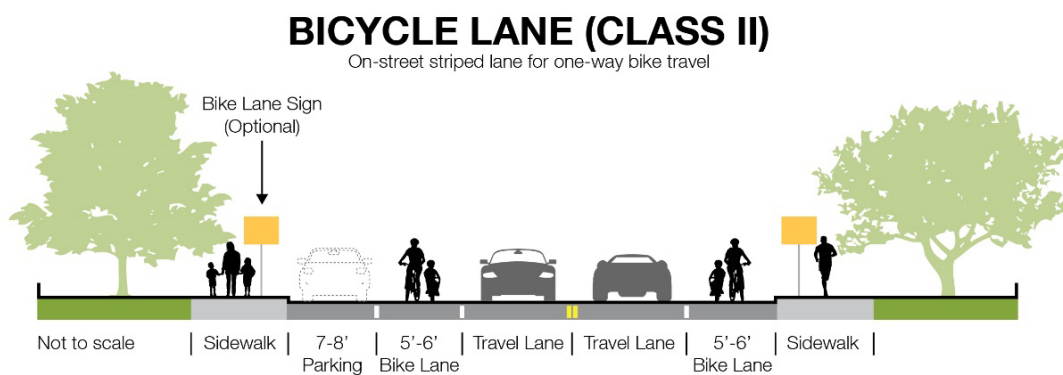 BICYCLE LANE (CLASS II)
On-street striped lane for one-way bike travel
Bike Lane Sign
(Optional)
Not to scale
Sidewalk
7-8'
Parking
5'-6'
Bike Lane
Travel Lane
Travel Lane
5'-6'
Bike Lane
Sidewalk